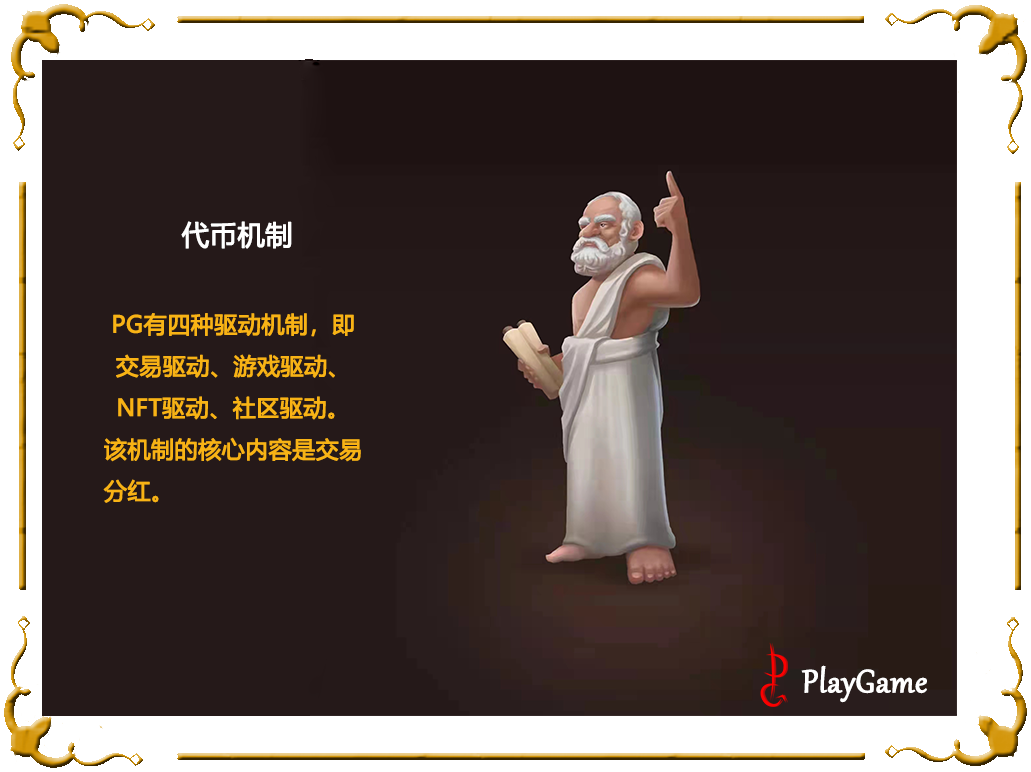 代币机制
PG有四种驱动机制，即
交易驱动、游戏驱动、
NFT驱动、社区驱动。
该机制的核心内容是交易
分红。
PlayGame